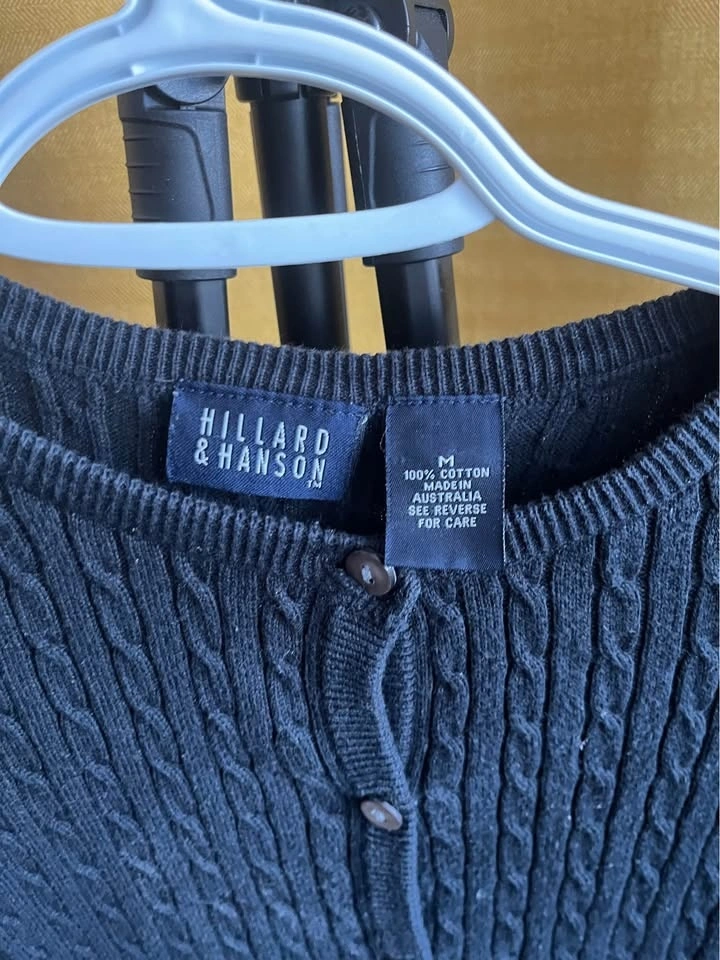 HILLARD
& HANSON
TM
M
100% COTTON
MADE IN
AUSTRALIA
SEE REVERSE
FOR CARE